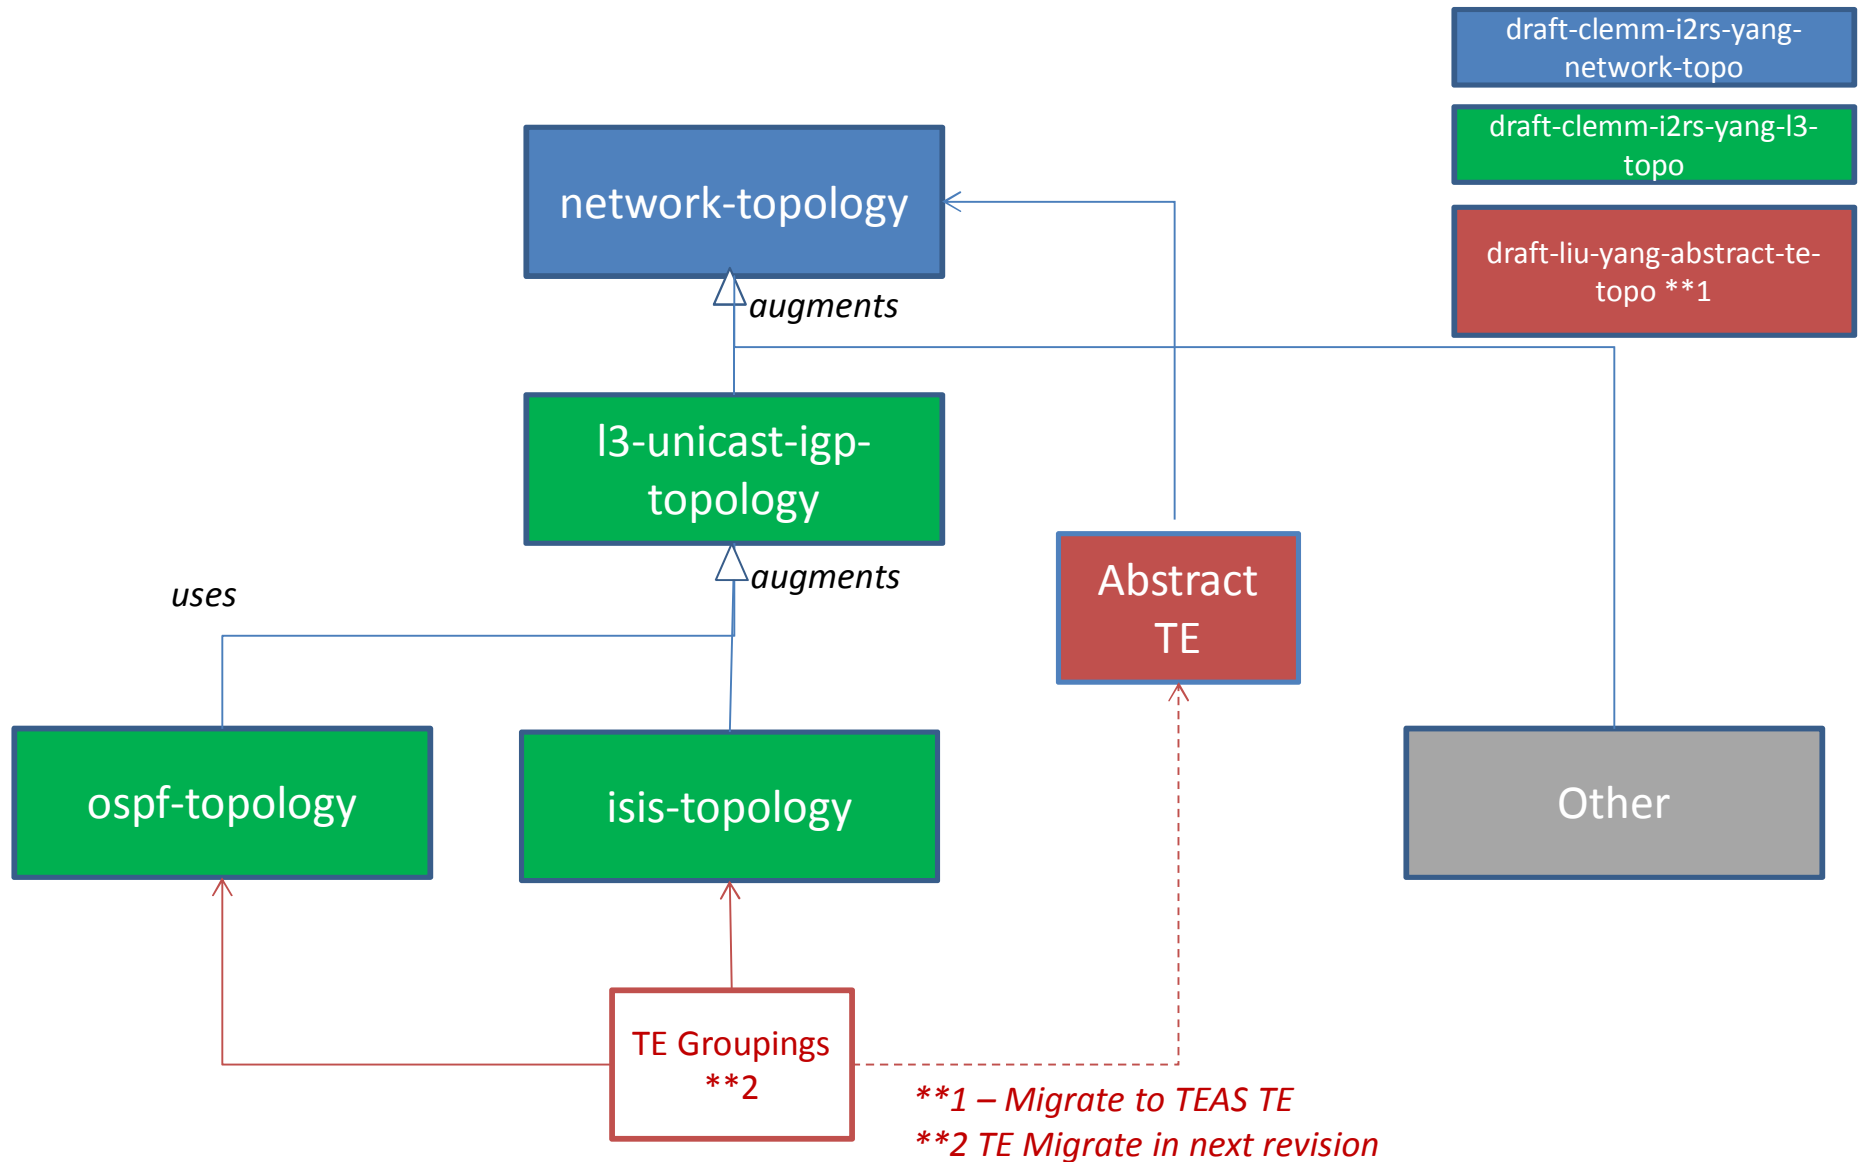 draft-clemm-i2rs-yang-
network-topo
draft-clemm-i2rs-yang-l3-
topo
draft-liu-yang-abstract-te-
topo **1
network-topology
augments
l3-unicast-igp-
topology
augments
uses
Abstract
TE
ospf-topology
isis-topology
Other
TE Groupings
**2
**1 – Migrate to TEAS TE
**2 TE Migrate in next revision